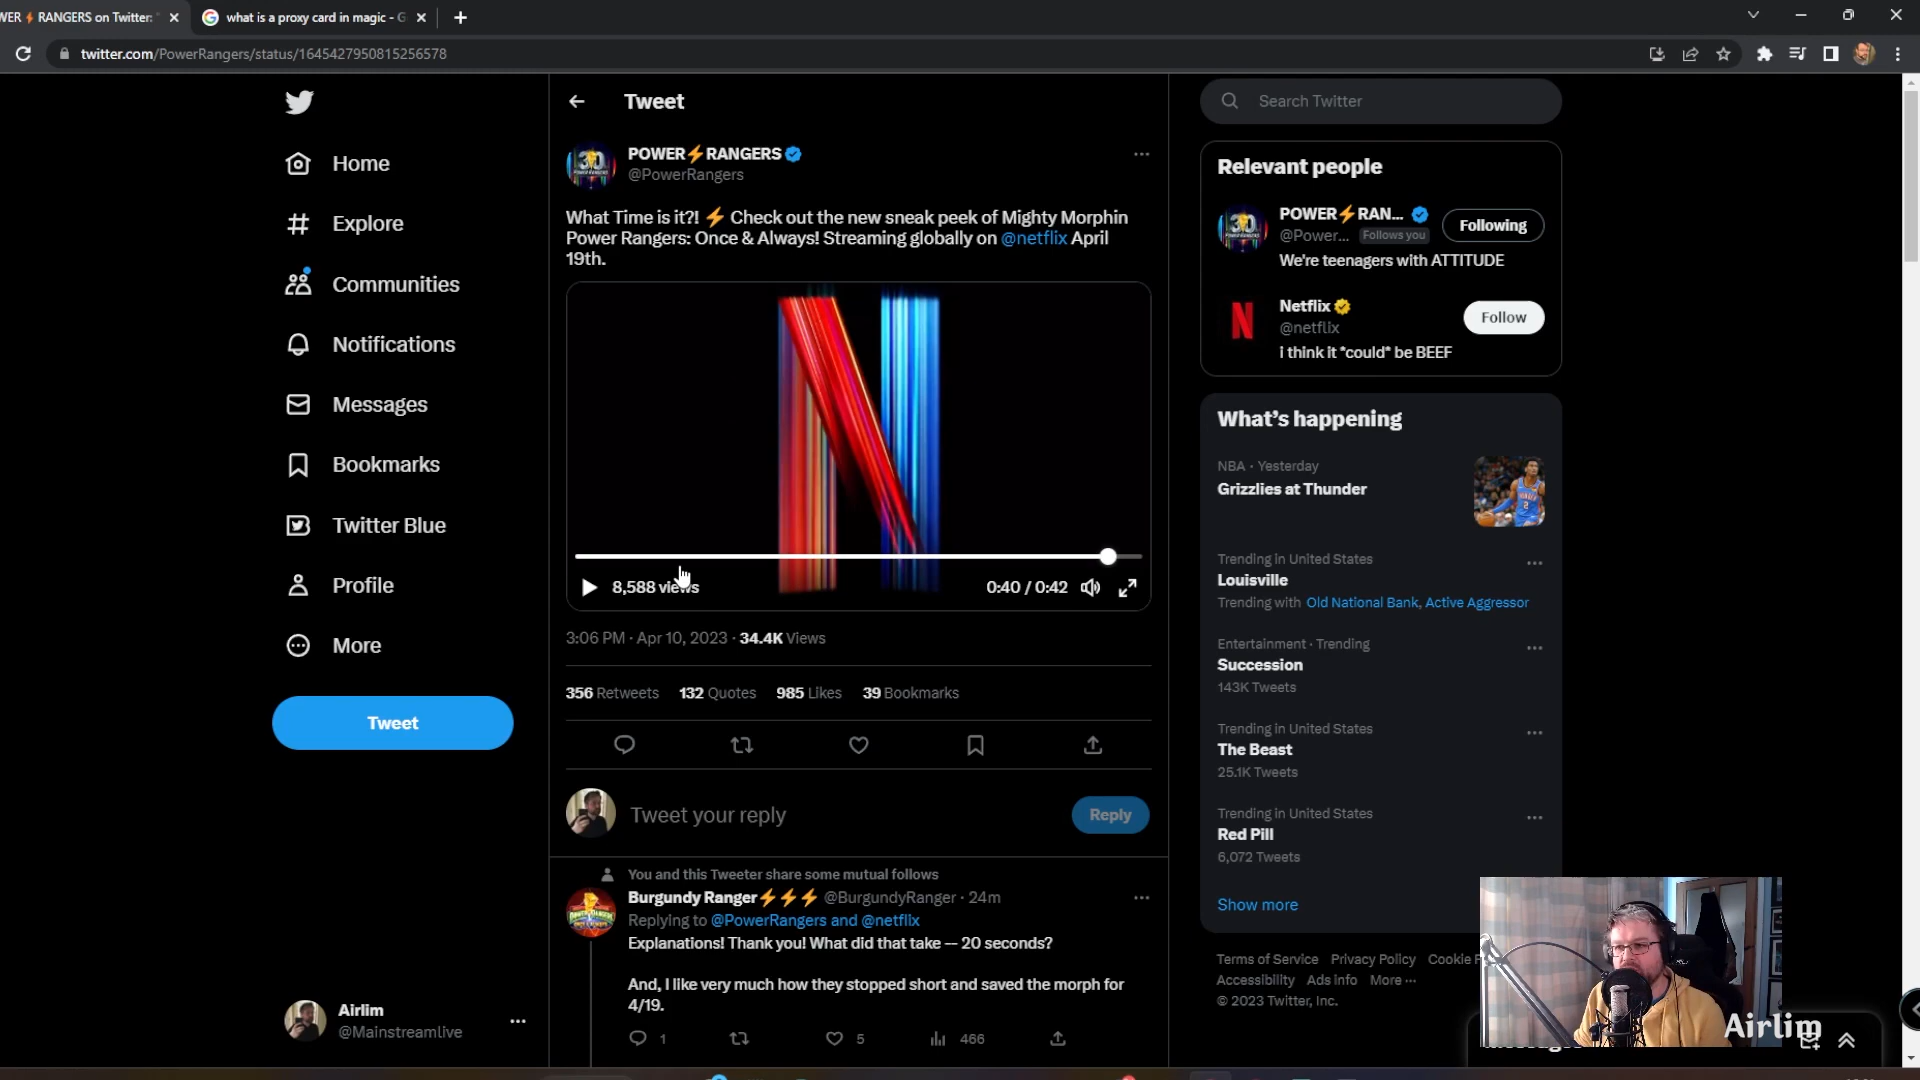 WER⚡RANGERS on Twitter: "
what is a proxy card in magic - G
twitter.com/PowerRangers/status/1645427950815256578
Home
Explore
Communities
Notifications
Messages
Bookmarks
Twitter Blue
Profile
More
Tweet
Airlim
@Mainstreamlive
Tweet
POWER⚡RANGERS
@PowerRangers
What Time is it?! ⚡ Check out the new sneak peek of Mighty Morphin
Power Rangers: Once & Always! Streaming globally on @netflix April
19th.
8,588 views
0:40 / 0:42
3:06 PM · Apr 10, 2023 · 34.4K Views
356 Retweets 132 Quotes 985 Likes 39 Bookmarks
Tweet your reply
Reply
You and this Tweeter share some mutual follows
Burgundy Ranger⚡⚡⚡ @BurgundyRanger · 24m
Replying to @PowerRangers and @netflix
Explanations! Thank you! What did that take -- 20 seconds?
And, I like very much how they stopped short and saved the morph for
4/19.
1
5
466
Search Twitter
Relevant people
POWER⚡RAN...
@Power... Follows you
Following
We're teenagers with ATTITUDE
Netflix
@netflix
Follow
i think it *could* be BEEF
What's happening
NBA · Yesterday
Grizzlies at Thunder
Trending in United States
Louisville
Trending with Old National Bank, Active Aggressor
Entertainment · Trending
Succession
143K Tweets
Trending in United States
The Beast
25.1K Tweets
Trending in United States
Red Pill
6,072 Tweets
Show more
Terms of Service Privacy Policy Cookie
Accessibility Ads info More ...
© 2023 Twitter, Inc.
Airlim